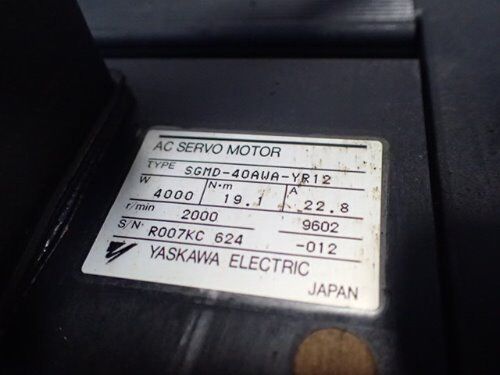 AC SERVO MOTOR
TYPE SGMD-40AWA-YR12
W 4000 N·m 19.1 A 22.8
r/min 2000 9602
S/N R007KC 624 -012
YASKAWA ELECTRIC
JAPAN